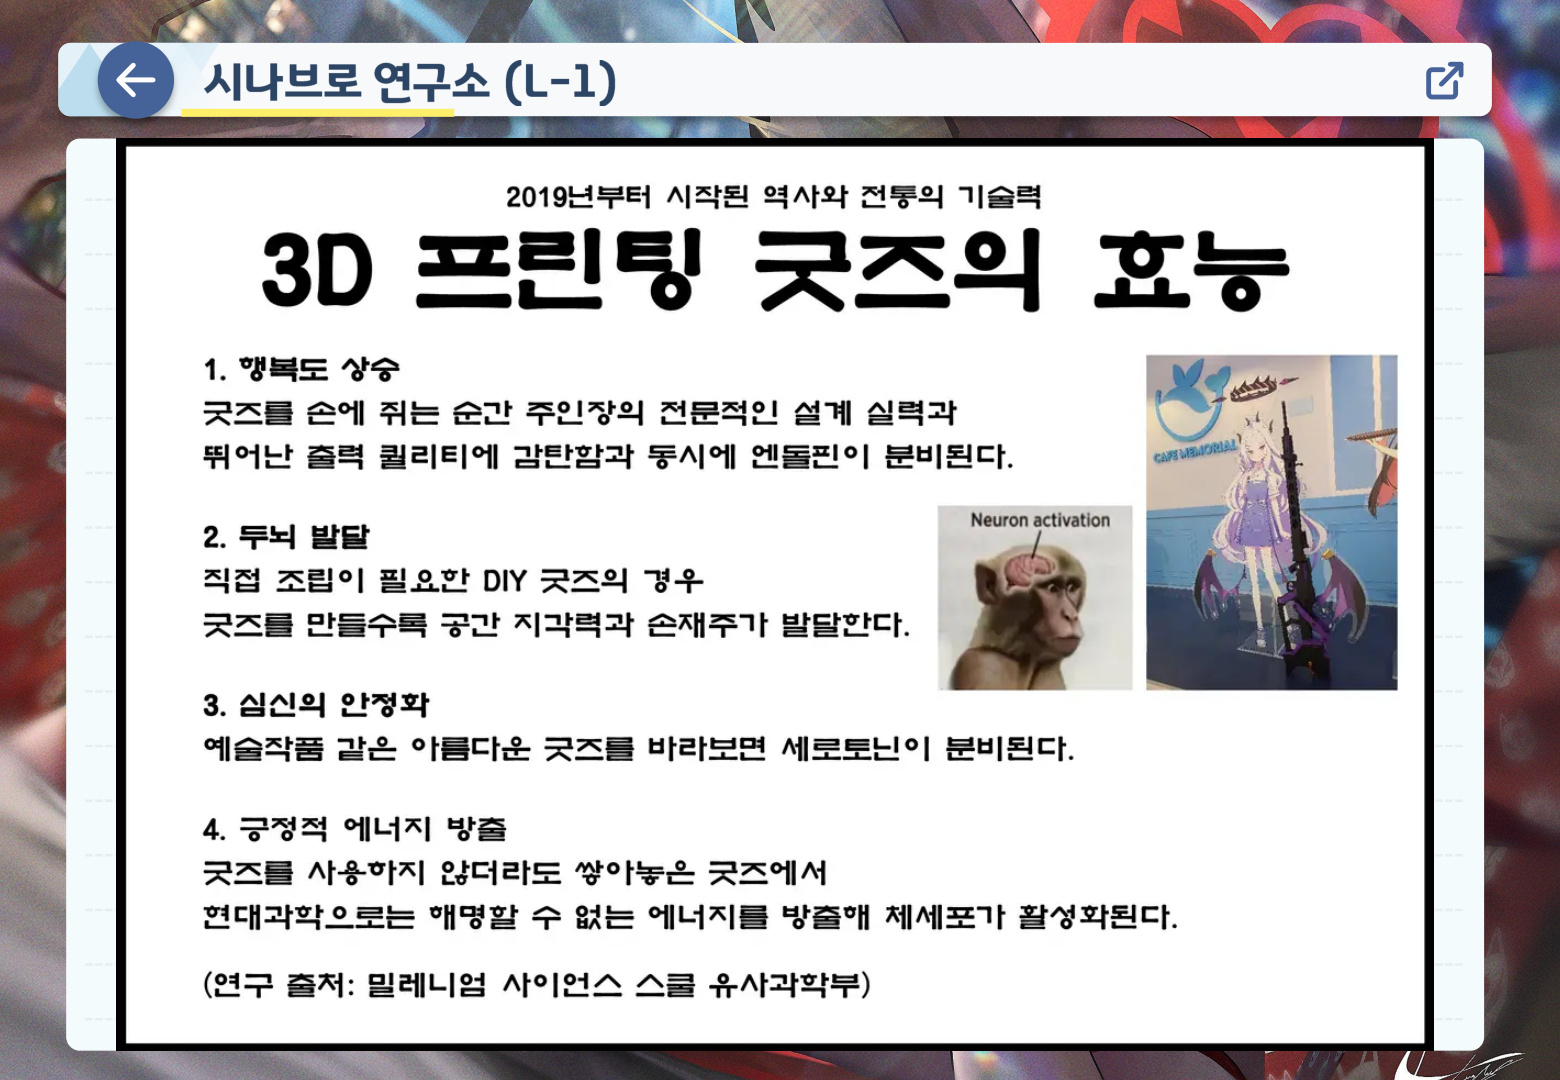 시나브로 연구소 (L-1)
2019년부터 시작된 역사와 전통의 기술력
3D 프린팅 굿즈의 효능
1. 행복도 상승
굿즈를 손에 쥐는 순간 주인장의 전문적인 설계 실력과
뛰어난 출력 퀄리티에 감탄함과 동시에 엔돌핀이 분비된다.
CAFE MEMORIAL
2. 두뇌 발달
직접 조립이 필요한 DIY 굿즈의 경우
굿즈를 만들수록 공간 지각력과 손재주가 발달한다.
Neuron activation
3. 심신의 안정화
예술작품 같은 아름다운 굿즈를 바라보면 세로토닌이 분비된다.
4. 긍정적 에너지 방출
굿즈를 사용하지 않더라도 쌓아놓은 굿즈에서
현대과학으로는 해명할 수 없는 에너지를 방출해 체세포가 활성화된다.
(연구 출처: 밀레니엄 사이언스 스쿨 유사과학부)